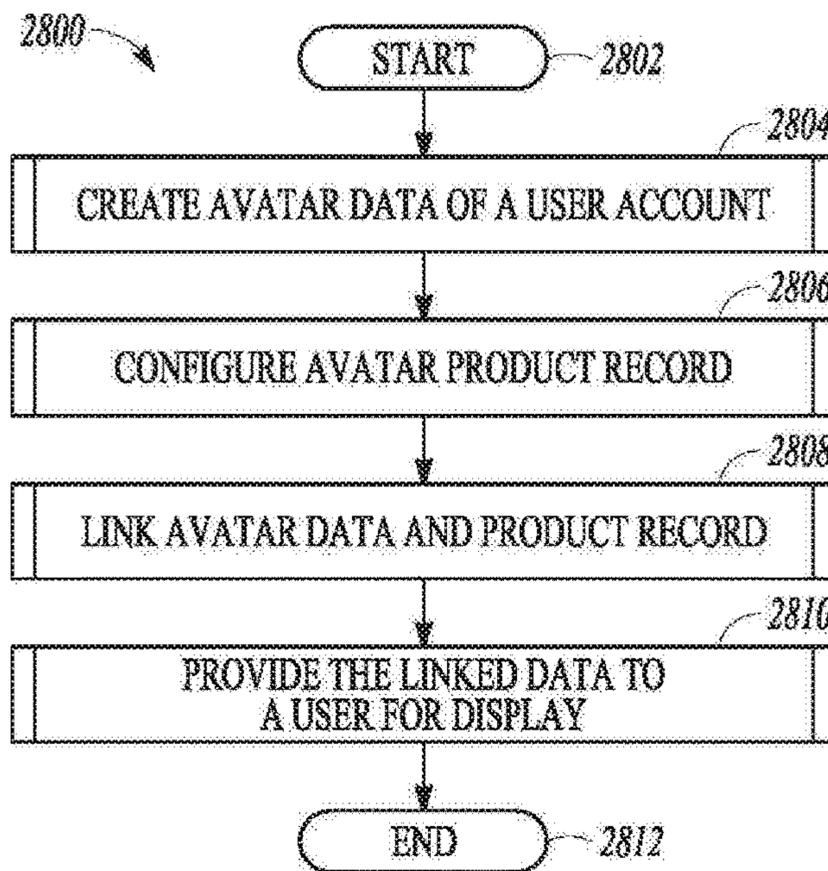 2800
START
2802
2804
CREATE AVATAR DATA OF A USER ACCOUNT
2806
CONFIGURE AVATAR PRODUCT RECORD
2808
LINK AVATAR DATA AND PRODUCT RECORD
2810
PROVIDE THE LINKED DATA TO
A USER FOR DISPLAY
END
2812